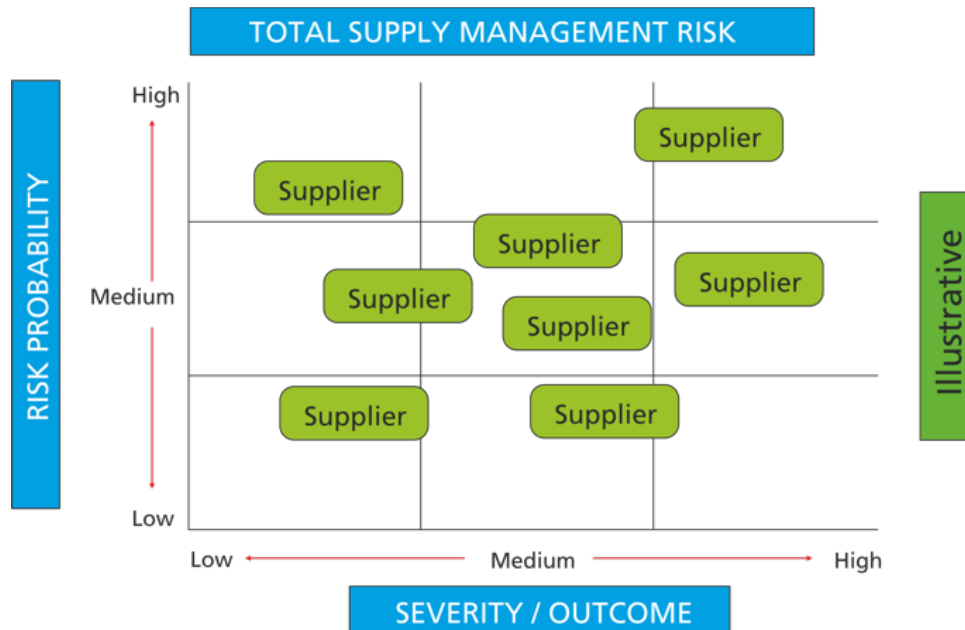 TOTAL SUPPLY MANAGEMENT RISK
RISK PROBABILITY
High
Medium
Low
Supplier
Supplier
Supplier
Supplier
Supplier
Supplier
Supplier
Supplier
Illustrative
Low
Medium
High
SEVERITY / OUTCOME